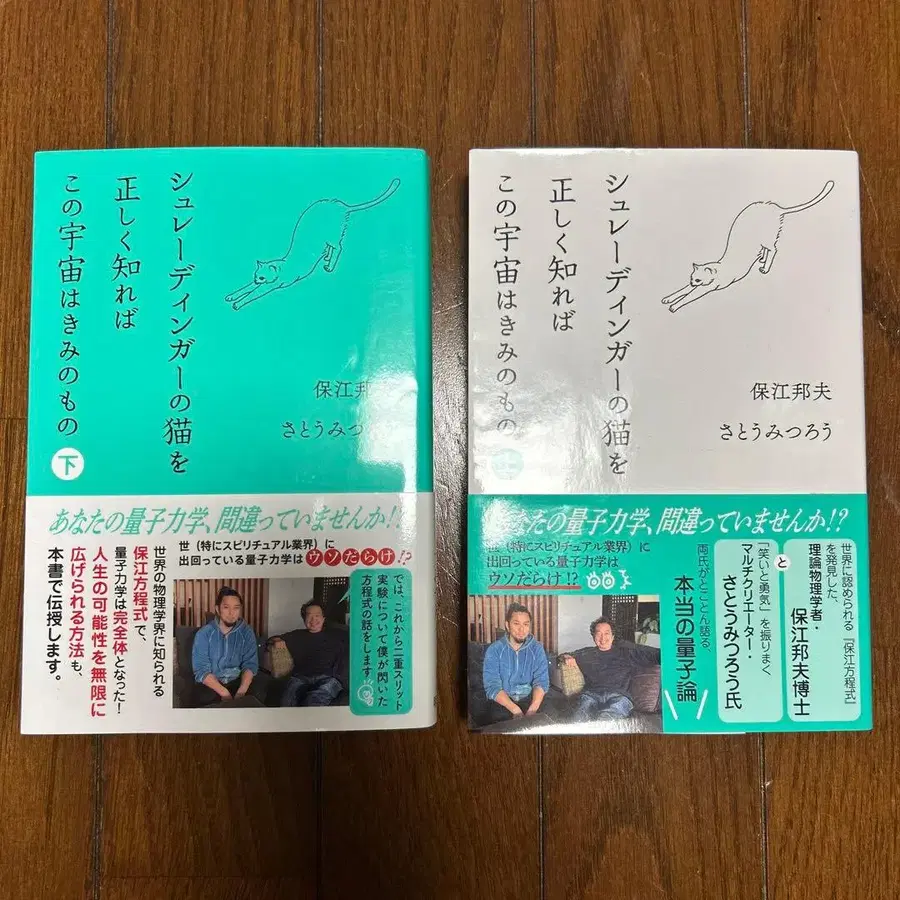 シュレーディンガーの猫を
正しく知れば
この宇宙はきみのもの
下
保江邦
さとうみつ
あなたの量子力学、間違っていませんか!?
世(特にスピリチュアル業界)に
出回っている量子力学はウソだらけ!?
では、これから二重スリット
実験について僕が閃いた
方程式の話をします
世界の物理学界に知られる
保江方程式で、
量子力学は完全体となった!
人生の可能性を無限に
広げられる方法も、
本書で伝授します。
シュレーディンガーの猫を
正しく知れば
この宇宙はきみのもの
上
保江邦夫
さとうみつろう
あなたの量子力学、間違っていませんか!?
世(特にスピリチュアル業界)に
出回っている量子力学は
ウソだらけ!?
世界に認められる『保江方程式』
を発見した、
理論物理学者・
保江邦夫博士
と
「笑いと勇気」を振りまく
マルチクリエーター・
さとうみつろう氏
両氏がとことん語る、
本当の量子論